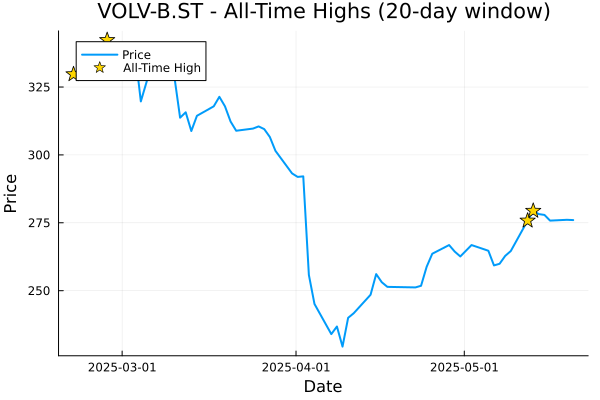 VOLV-B.ST - All-Time Highs (20-day window)
Price
All-Time High
325
300
275
250
Price
2025-03-01
2025-04-01
2025-05-01
Date